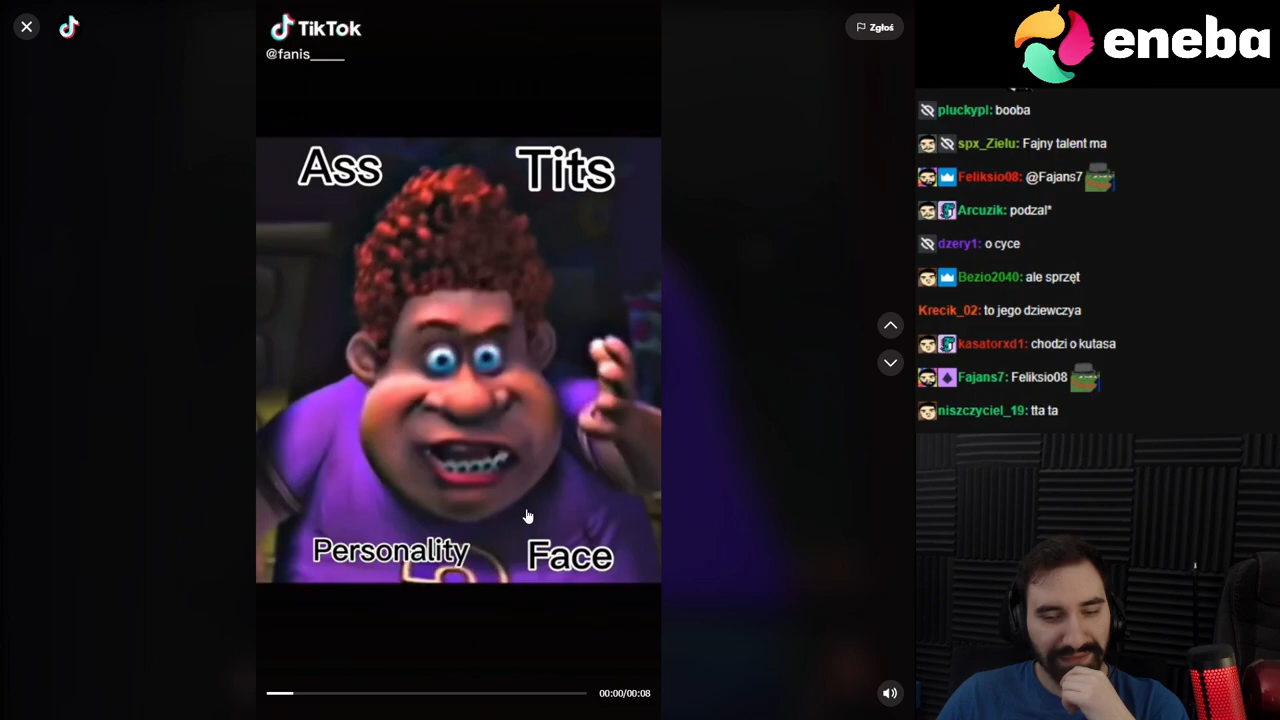 TikTok
@fanis_____
Ass
Tits
Personality
Face
00:00/00:08
Zgłoś
eneba
pluckypl: booba
spx_Zielu: Fajny talent ma
Feliksio08: @Fajans7
Arcuzik: podzal*
dzery1: o cyce
Bezio2040: ale sprzęt
Krecik_02: to jego dziewczya
kasatorxd1: chodzi o kutasa
Fajans7: Feliksio08
niszczyciel_19: tta ta